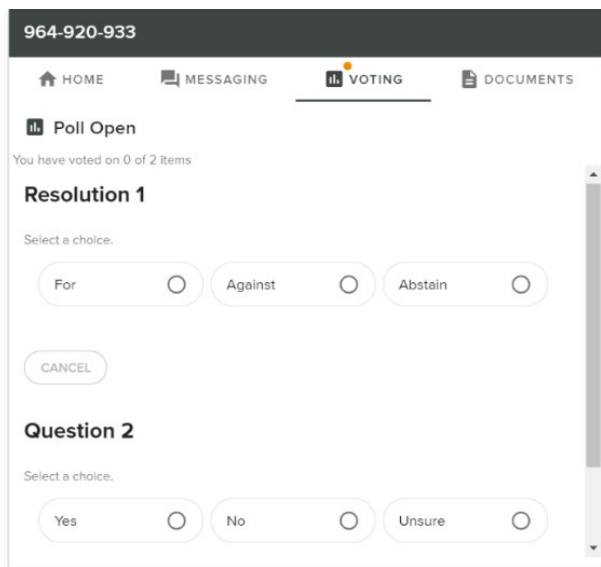 964-920-933
HOME MESSAGING VOTING DOCUMENTS
Poll Open
You have voted on 0 of 2 items
Resolution 1
Select a choice.
For Against Abstain
CANCEL
Question 2
Select a choice.
Yes No Unsure